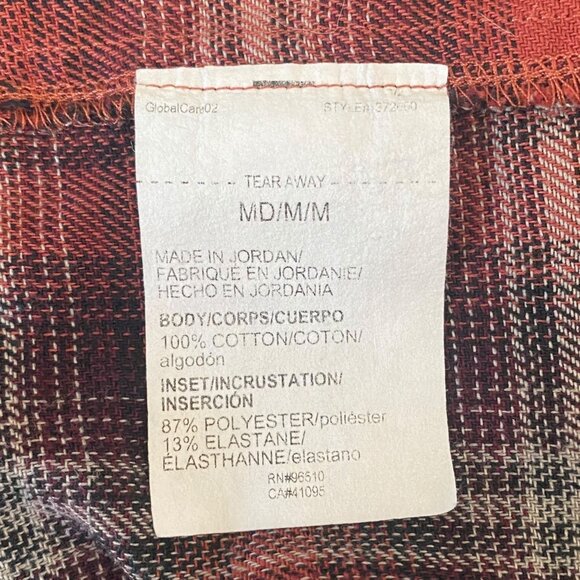 GlobalCare02
TEAR AWAY
MD/M/M
MADE IN JORDAN/
FABRIQUÉ EN JORDANIE/
HECHO EN JORDANIA
BODY/CORPS/CUERPO
100% COTTON/COTON/
algodón
INSET/INCRUSTATION/
INSERCIÓN
87% POLYESTER/poliéster
13% ELASTANE/
ÉLASTHANNE/elastano
RN#96510
CA#41095